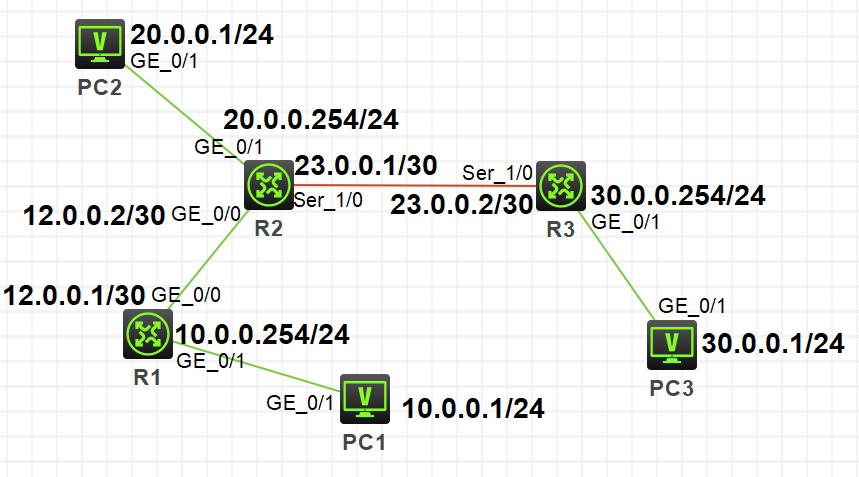 20.0.0.1/24
GE_0/1
PC2
20.0.0.254/24
GE_0/1
23.0.0.1/30
Ser_1/0
12.0.0.2/30
GE_0/0
Ser_1/0
23.0.0.2/30
30.0.0.254/24
GE_0/1
R2
R3
12.0.0.1/30
GE_0/0
GE_0/1
10.0.0.254/24
30.0.0.1/24
GE_0/1
R1
PC3
GE_0/1
10.0.0.1/24
PC1